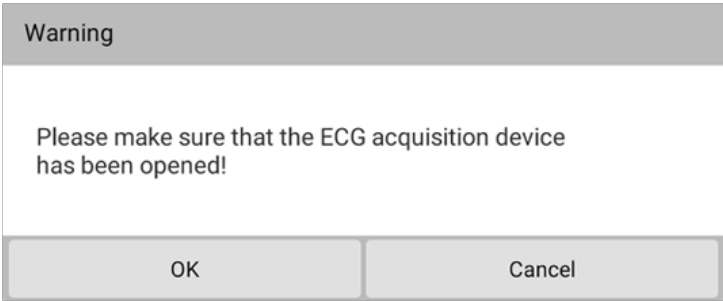 Warning
Please make sure that the ECG acquisition device
has been opened!
OK
Cancel